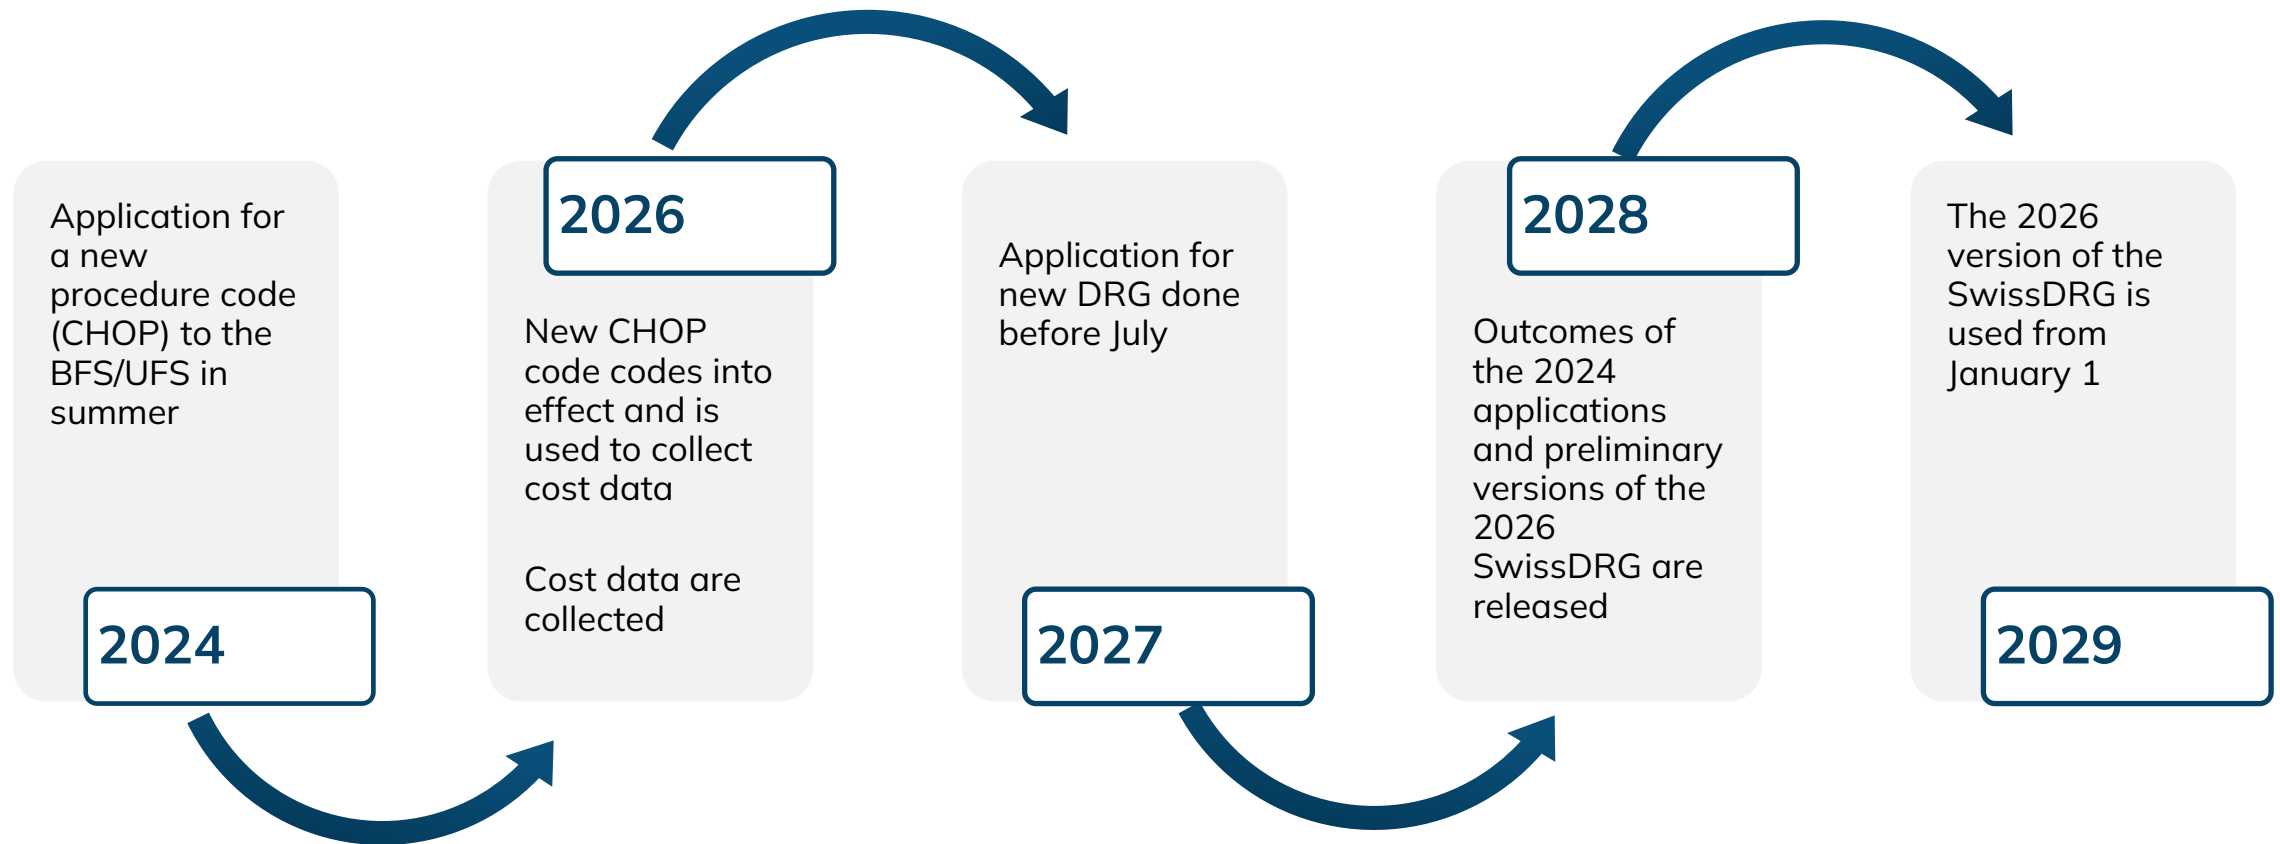 Application for
a new
procedure code
(CHOP) to the
BFS/UFS in
summer
2024
2026
New CHOP
code codes into
effect and is
used to collect
cost data
Cost data are
collected
Application for
new DRG done
before July
2027
2028
Outcomes of
the 2024
applications
and preliminary
versions of the
2026
SwissDRG are
released
The 2026
version of the
SwissDRG is
used from
January 1
2029